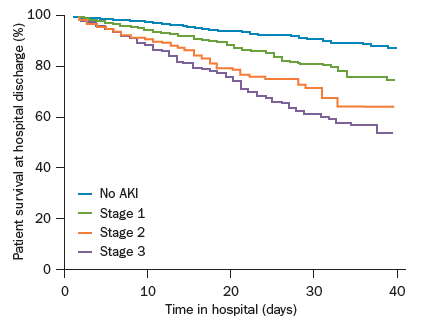 Patient survival at hospital discharge (%)
100
80
60
40
20
0
No AKI
Stage 1
Stage 2
Stage 3
0 10 20 30 40
Time in hospital (days)